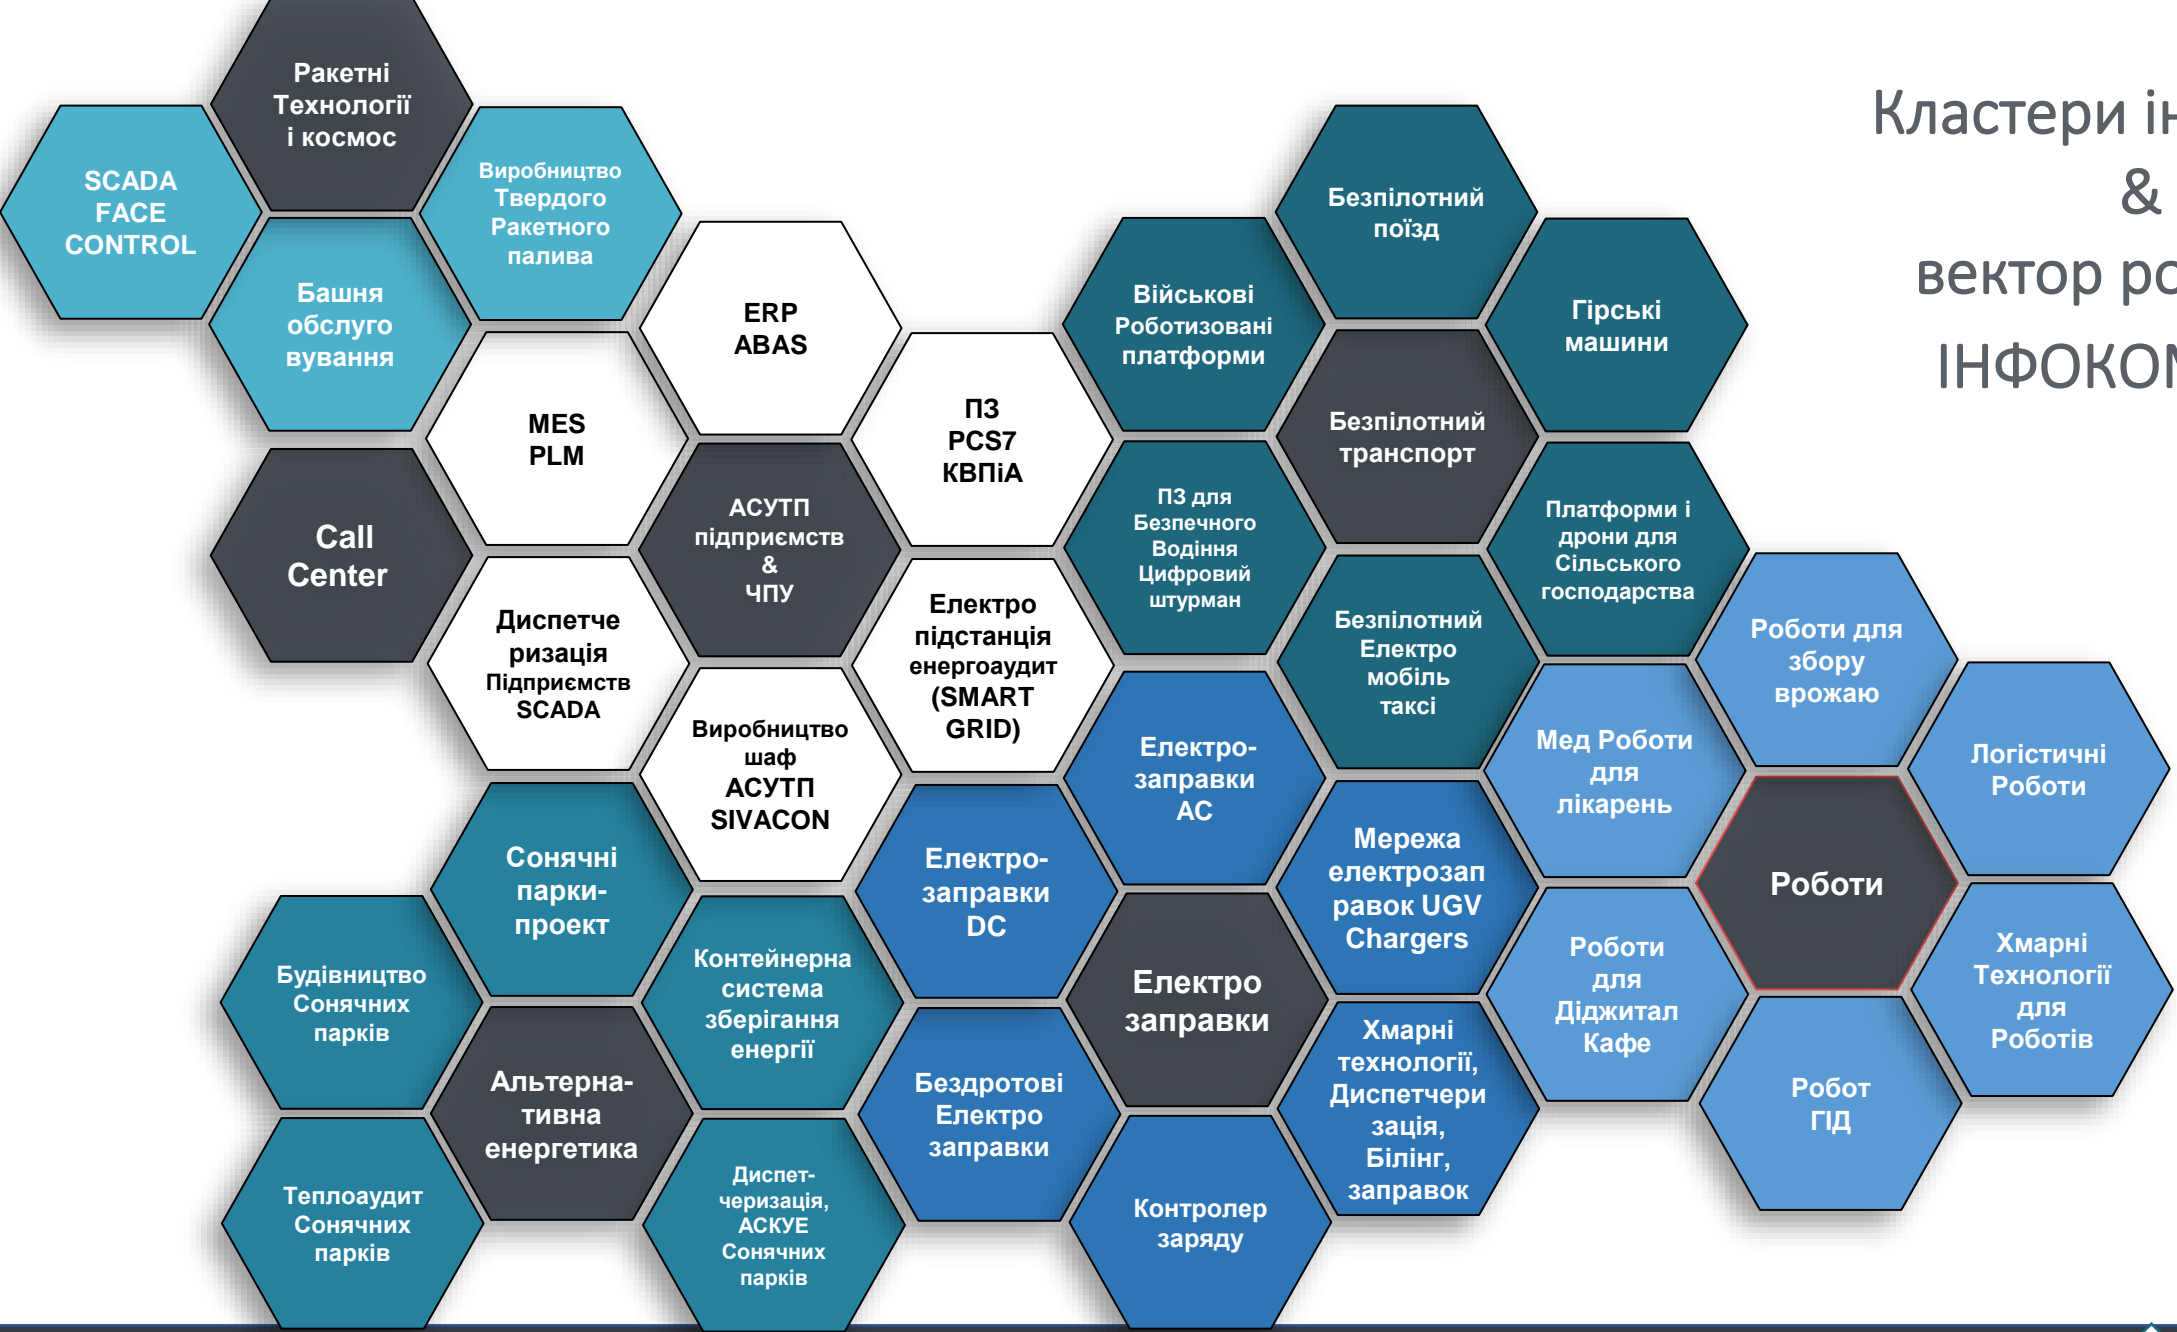 Ракетні
Технології
і космос
SCADA
FACE
CONTROL
Виробництво
Твердого
Ракетного
палива
Башня
обслуго
вування
ERP
ABAS
MES
PLM
ПЗ
PCS7
КВПіА
Call
Center
АСУТП
підприємств
&
ЧПУ
Диспетче
ризація
Підприємств
SCADA
Електро
підстанція
енергоаудит
(SMART
GRID)
Виробництво
шаф
АСУТП
SIVACON
Безпілотний
поїзд
Військові
Роботизовані
платформи
Гірські
машини
Безпілотний
транспорт
ПЗ для
Безпечного
Водіння
Цифровий
штурман
Платформи і
дрони для
Сільського
господарства
Безпілотний
Електро
мобіль
таксі
Кластери ін
&
вектор ро
ІНФОКОМ
Роботи для
збору
врожаю
Мед Роботи
для
лікарень
Логістичні
Роботи
Роботи
Роботи
для
Діджитал
Кафе
Хмарні
Технології
для
Роботів
Робот
ГІД
Електро-
заправки
AC
Електро-
заправки
DC
Мережа
електрозап
равок UGV
Chargers
Електро
заправки
Бездротові
Електро
заправки
Хмарні
технології,
Диспетчери
зація,
Білінг,
заправок
Контролер
заряду
Сонячні
парки-
проект
Будівництво
Сонячних
парків
Контейнерна
система
зберігання
енергії
Альтерна-
тивна
енергетика
Теплоаудит
Сонячних
парків
Диспет-
черизація,
АСКУЕ
Сонячних
парків